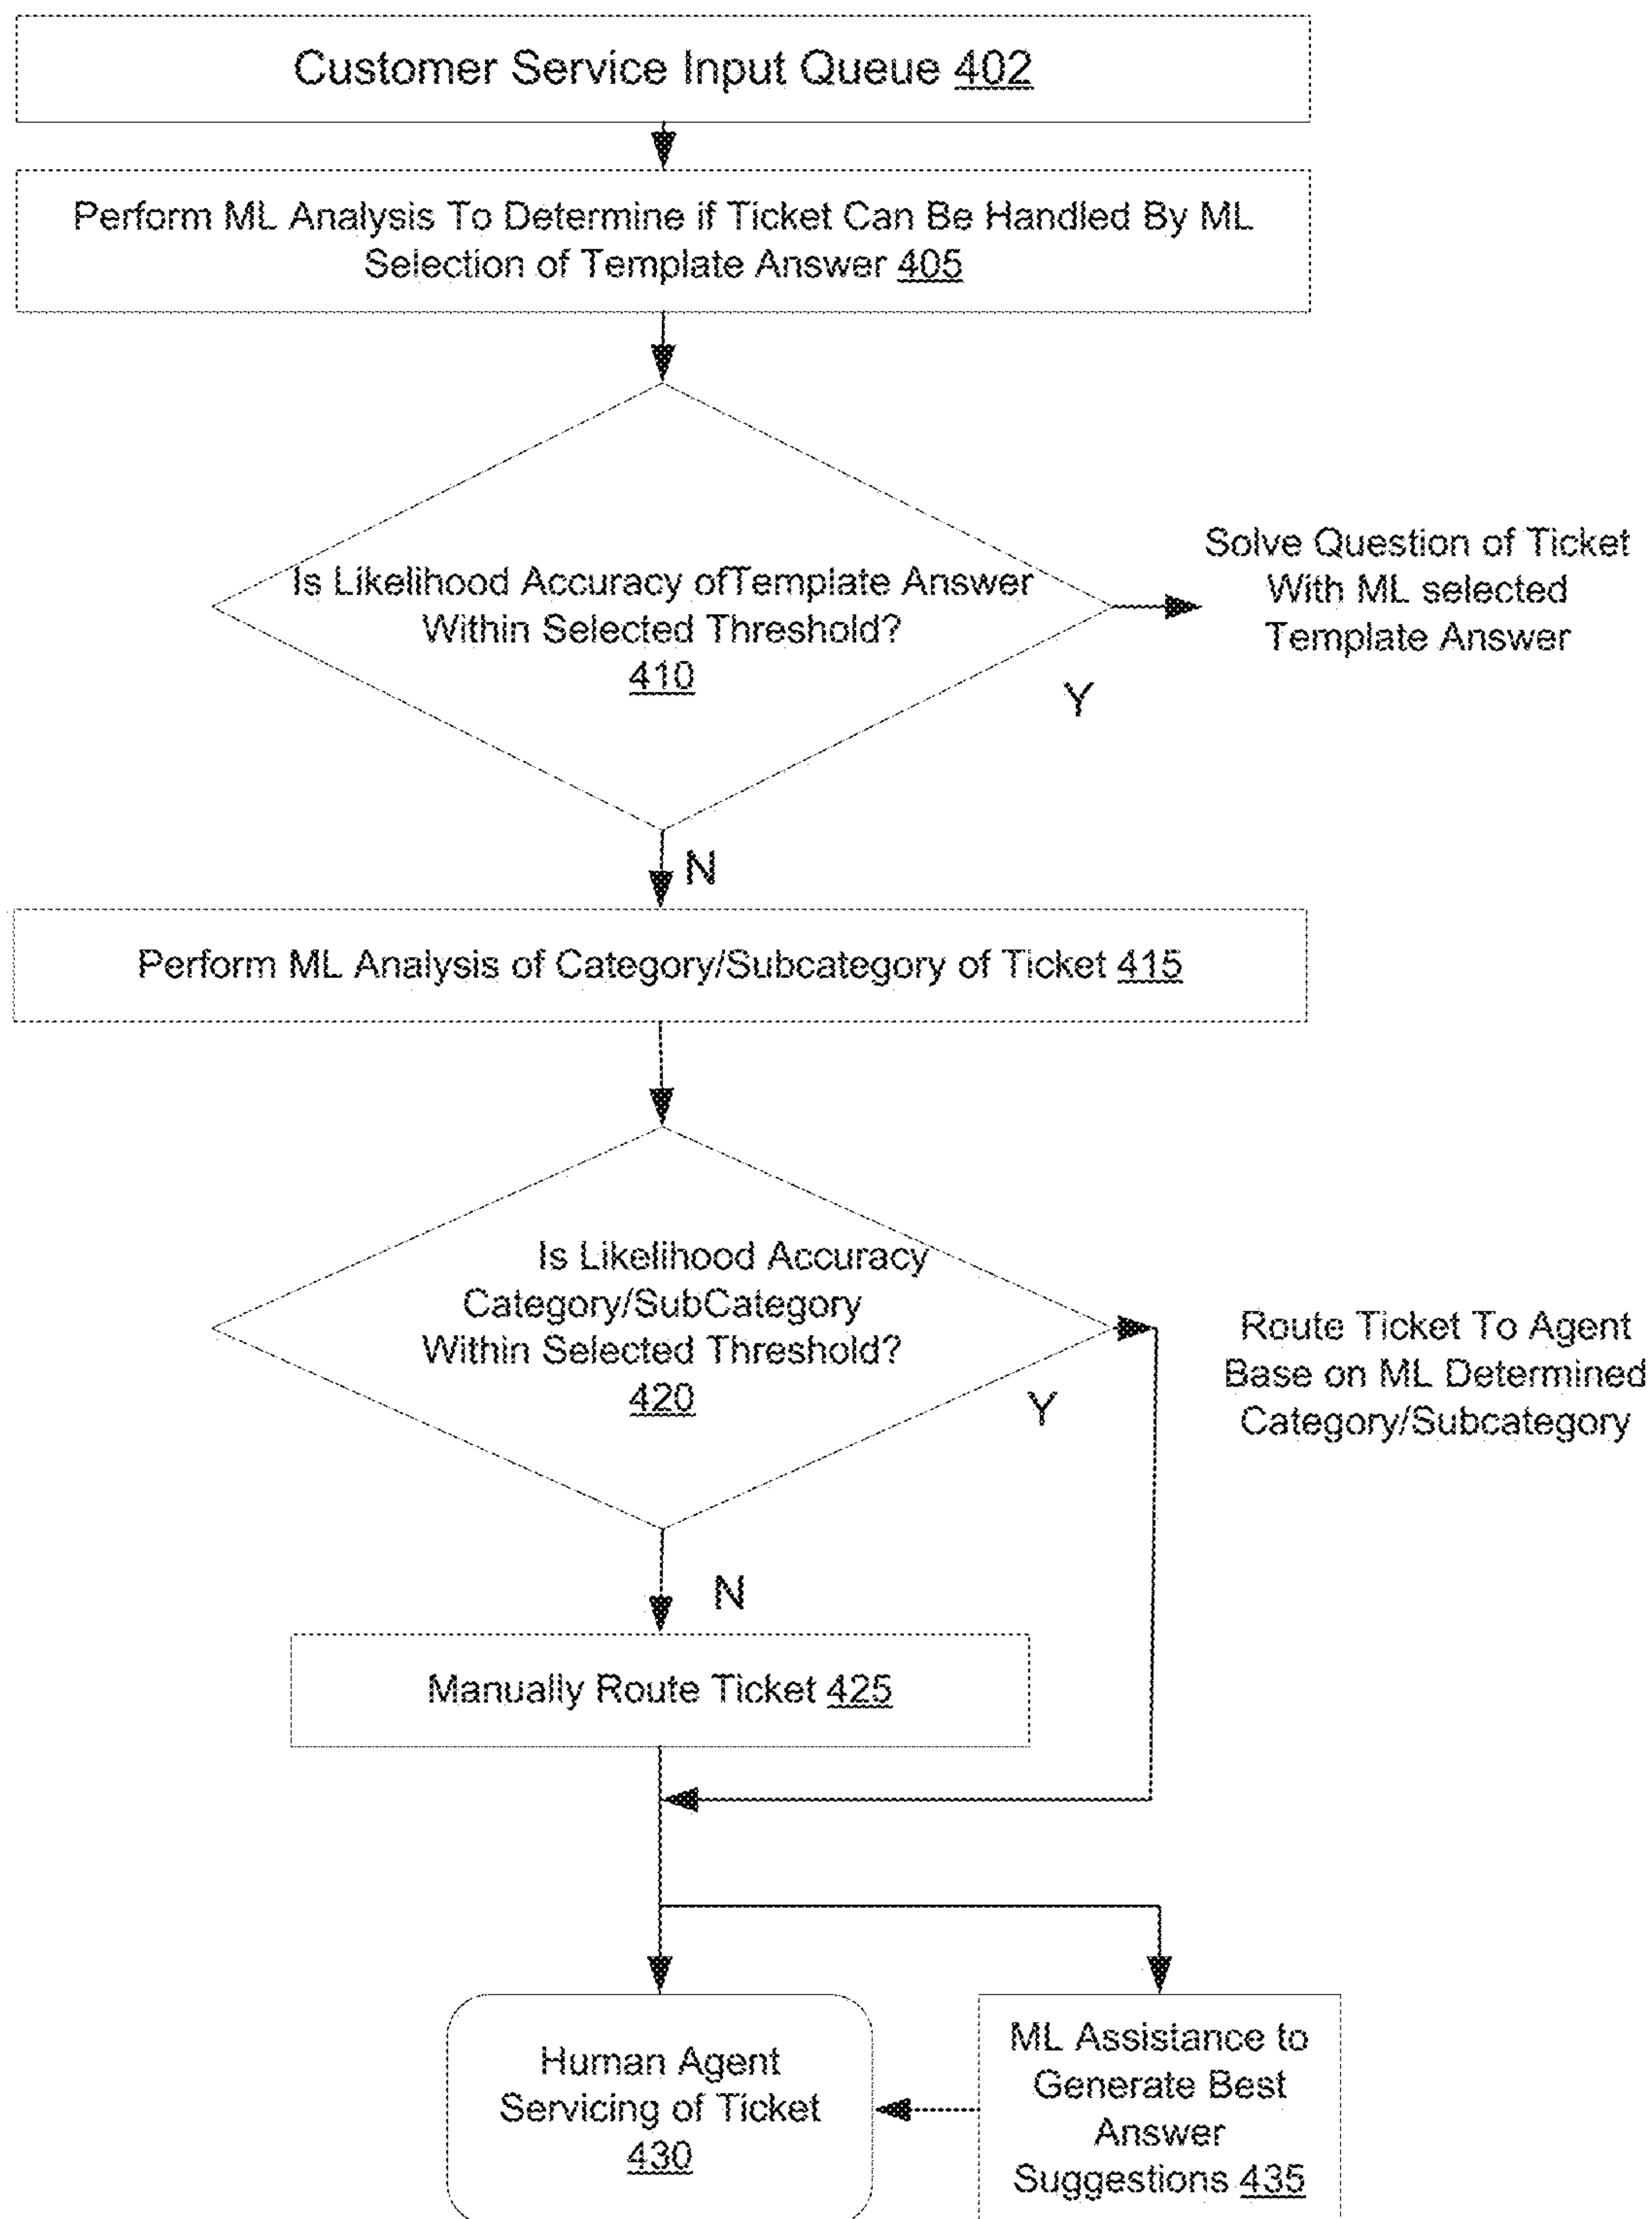 Customer Service Input Queue 402
Perform ML Analysis To Determine if Ticket Can Be Handled By ML
Selection of Template Answer 405
Is Likelihood Accuracy ofTemplate Answer
Within Selected Threshold?
410
Solve Question of Ticket
With ML selected
Template Answer
Y
N
Perform ML Analysis of Category/Subcategory of Ticket 415
Is Likelihood Accuracy
Category/SubCategory
Within Selected Threshold?
420
Route Ticket To Agent
Base on ML Determined
Category/Subcategory
Y
N
Manually Route Ticket 425
Human Agent
Servicing of Ticket
430
ML Assistance to
Generate Best
Answer
Suggestions 435